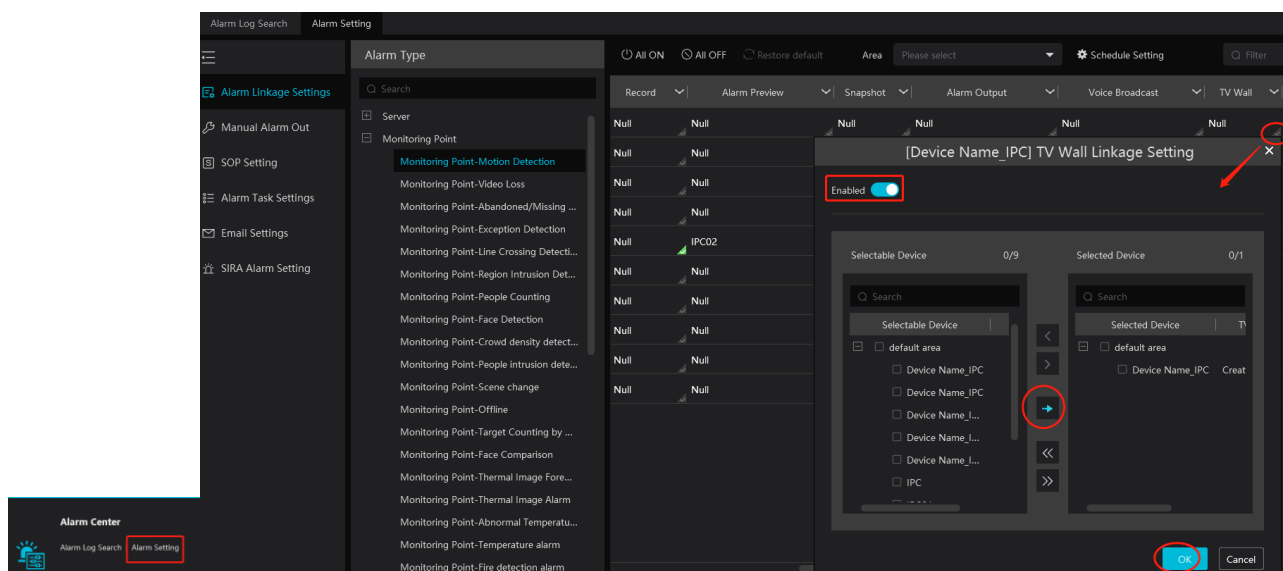 Alarm Log Search Alarm Setting
Alarm Linkage Settings
Manual Alarm Out
SOP Setting
Alarm Task Settings
Email Settings
SIRA Alarm Setting
Alarm Type
Search
Server
Monitoring Point
Monitoring Point-Motion Detection
Monitoring Point-Video Loss
Monitoring Point-Abandoned/Missing ...
Monitoring Point-Exception Detection
Monitoring Point-Line Crossing Detecti...
Monitoring Point-Region Intrusion Det...
Monitoring Point-People Counting
Monitoring Point-Face Detection
Monitoring Point-Crowd density detect...
Monitoring Point-People intrusion dete...
Monitoring Point-Scene change
Monitoring Point-Offline
Monitoring Point-Target Counting by ...
Monitoring Point-Face Comparison
Monitoring Point-Thermal Image Fore...
Monitoring Point-Thermal Image Alarm
Monitoring Point-Abnormal Temperatu...
Monitoring Point-Temperature alarm
Monitoring Point-Fire detection alarm
All ON All OFF Restore default Area Please select Schedule Setting Filter
Record Alarm Preview Snapshot Alarm Output Voice Broadcast TV Wall
Null Null Null Null Null Null
Null Null
Null Null
Null Null
Null IPC02
Null Null
Null Null
Null Null
Null Null
Null Null
[Device Name_IPC] TV Wall Linkage Setting
Enabled
Selectable Device 0/9
Search
Selectable Device
default area
Device Name_IPC
Device Name_IPC
Device Name_I...
Device Name_I...
Device Name_I...
IPC
Selected Device 0/1
Search
Selected Device TV
default area
Device Name_IPC Creat
OK Cancel
Alarm Center
Alarm Log Search Alarm Setting